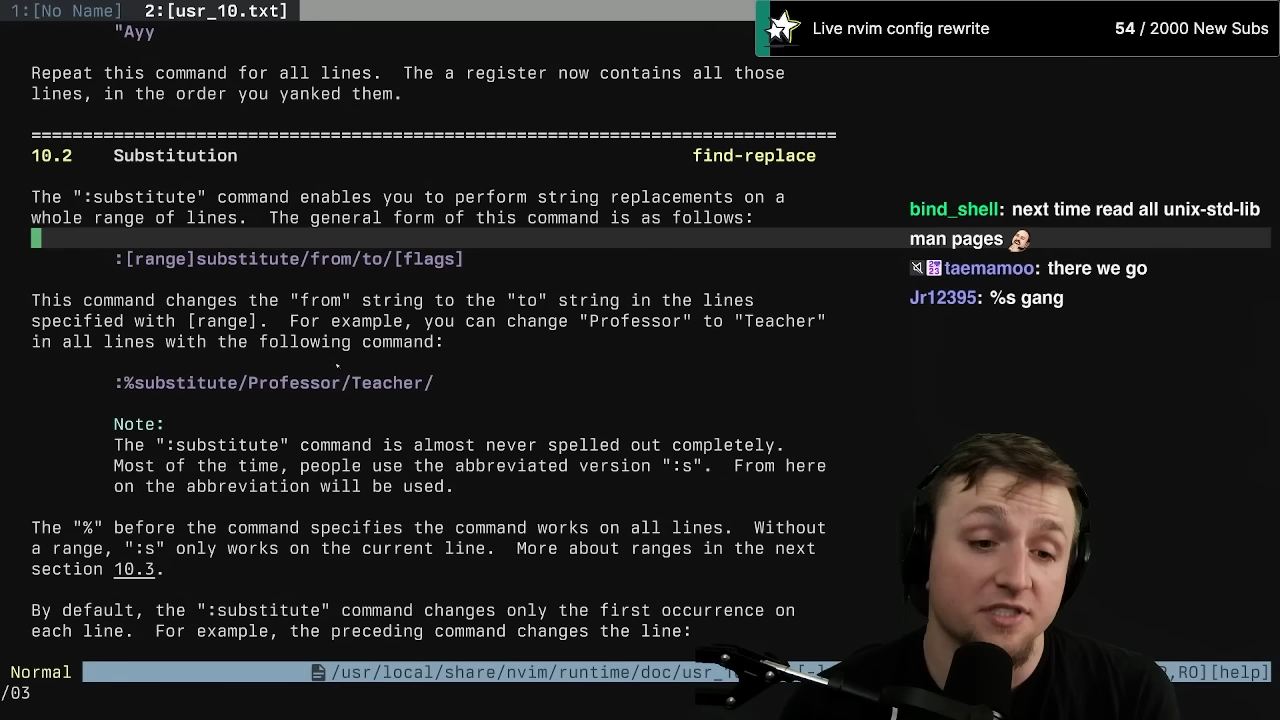 1:[No Name]  2:[usr_10.txt]
Live nvim config rewrite 54 / 2000 New Subs
"Ayy
Repeat this command for all lines.  The a register now contains all those
lines, in the order you yanked them.
==============================================================================
10.2    Substitution                                            find-replace
The ":substitute" command enables you to perform string replacements on a
whole range of lines.  The general form of this command is as follows:
:[range]substitute/from/to/[flags]
This command changes the "from" string to the "to" string in the lines
specified with [range].  For example, you can change "Professor" to "Teacher"
in all lines with the following command:
:%substitute/Professor/Teacher/
Note:
The ":substitute" command is almost never spelled out completely.
Most of the time, people use the abbreviated version ":s".  From here
on the abbreviation will be used.
The "%" before the command specifies the command works on all lines.  Without
a range, ":s" only works on the current line.  More about ranges in the next
section 10.3.
By default, the ":substitute" command changes only the first occurrence on
each line.  For example, the preceding command changes the line:
bind_shell: next time read all unix-std-lib
man pages
taemamoo: there we go
Jr12395: %s gang
Normal /usr/local/share/nvim/runtime/doc/usr_1 ,RO][help]
/03